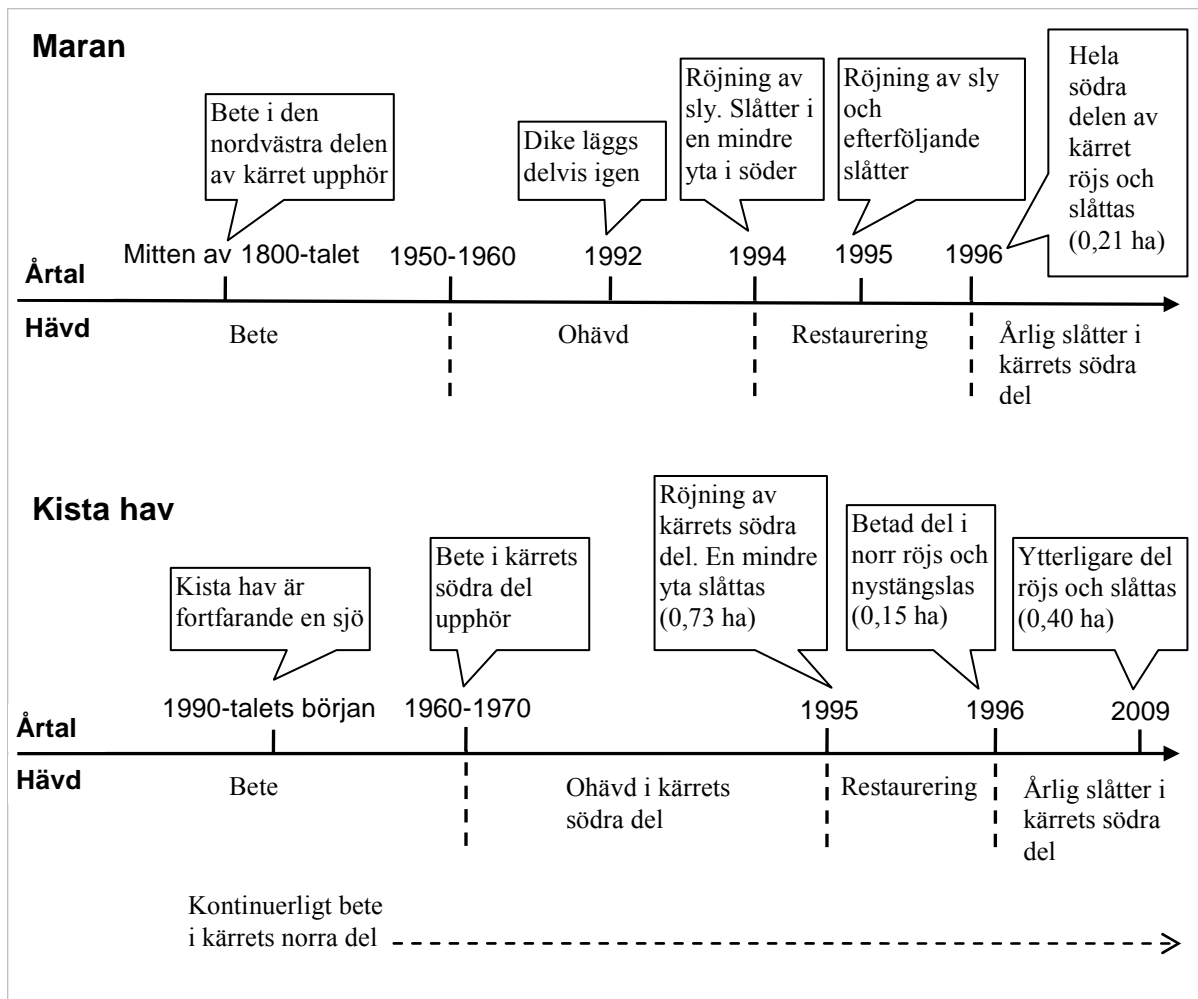 Maran
Bete i den
nordvästra delen
av kärret upphör
Dike läggs
delvis igen
Röjning av
sly. Slåtter i
en mindre
yta i söder
Röjning av sly
och
efterföljande
slåtter
Hela
södra
delen av
kärret
röjs och
slåttas
(0,21 ha)
Mitten av 1800-talet
1950-1960
1992
1994
1995
1996
Årtal
Hävd
Bete
Ohävd
Restaurering
Årlig slåtter i
kärrets södra
del
Kista hav
Kista hav är
fortfarande en sjö
Bete i kärrets
södra del
upphör
Röjning av
kärrets södra
del. En mindre
yta slåttas
(0,73 ha)
Betad del i
norr röjs och
nystängslas
(0,15 ha)
Ytterligare del
röjs och slåttas
(0,40 ha)
1990-talets början
1960-1970
1995
1996
2009
Årtal
Hävd
Bete
Ohävd i kärrets
södra del
Restaurering
Årlig slåtter i
kärrets södra
del
Kontinuerligt bete
i kärrets norra del